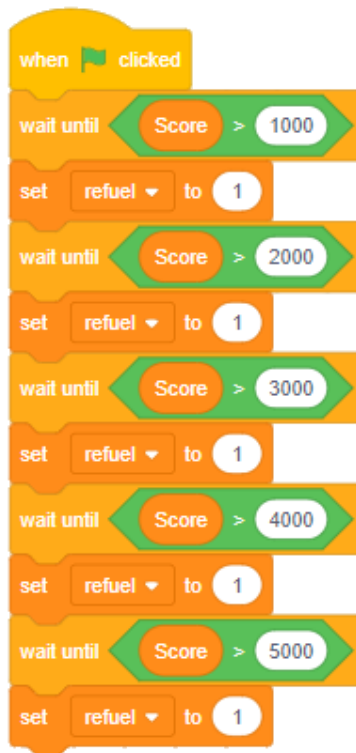 when clicked
wait until Score > 1000
set refuel to 1
wait until Score > 2000
set refuel to 1
wait until Score > 3000
set refuel to 1
wait until Score > 4000
set refuel to 1
wait until Score > 5000
set refuel to 1